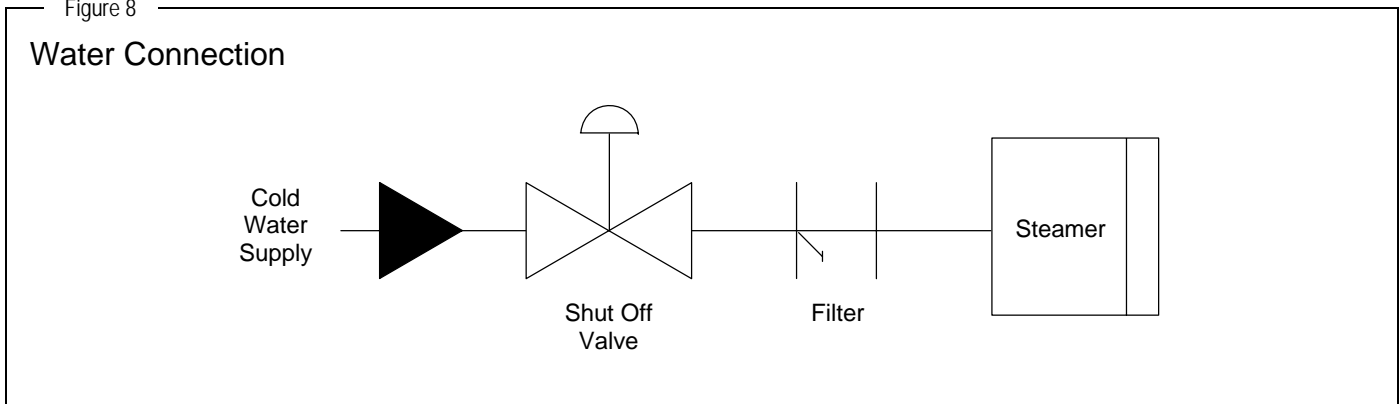 Figure 8
Water Connection
Cold
Water
Supply
Shut Off
Valve
Filter
Steamer